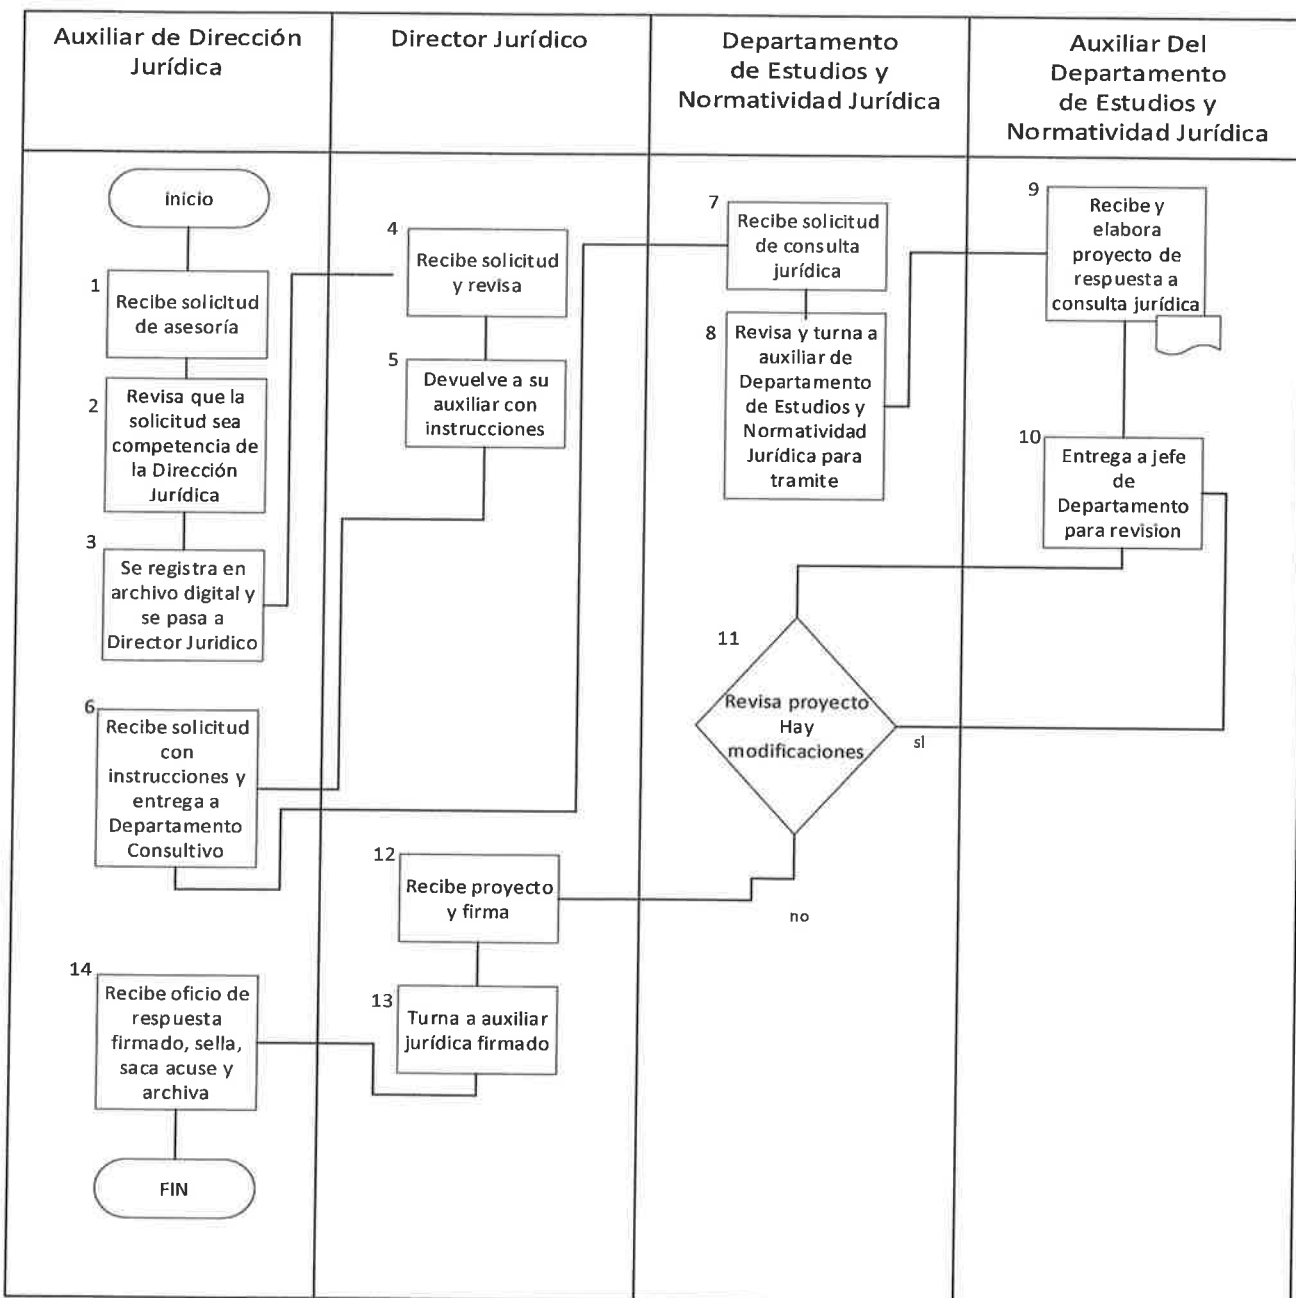 Auxiliar de Dirección
Jurídica
Director Jurídico
Departamento
de Estudios y
Normatividad Jurídica
Auxiliar Del
Departamento
de Estudios y
Normatividad Jurídica
Inicio
1
Recibe solicitud
de asesoría
2
Revisa que la
solicitud sea
competencia de
la Dirección
Jurídica
3
Se registra en
archivo digital y
se pasa a
Director Juridico
4
Recibe solicitud
y revisa
5
Devuelve a su
auxiliar con
instrucciones
6
Recibe solicitud
con
instrucciones y
entrega a
Departamento
Consultivo
7
Recibe solicitud
de consulta
jurídica
8
Revisa y turna a
auxiliar de
Departamento
de Estudios y
Normatividad
Jurídica para
tramite
9
Recibe y
elabora
proyecto de
respuesta a
consulta jurídica
10
Entrega a jefe
de
Departamento
para revision
11
Revisa proyecto
Hay
modificaciones
si
no
12
Recibe proyecto
y firma
13
Turna a auxiliar
jurídica firmado
14
Recibe oficio de
respuesta
firmado, sella,
saca acuse y
archiva
FIN